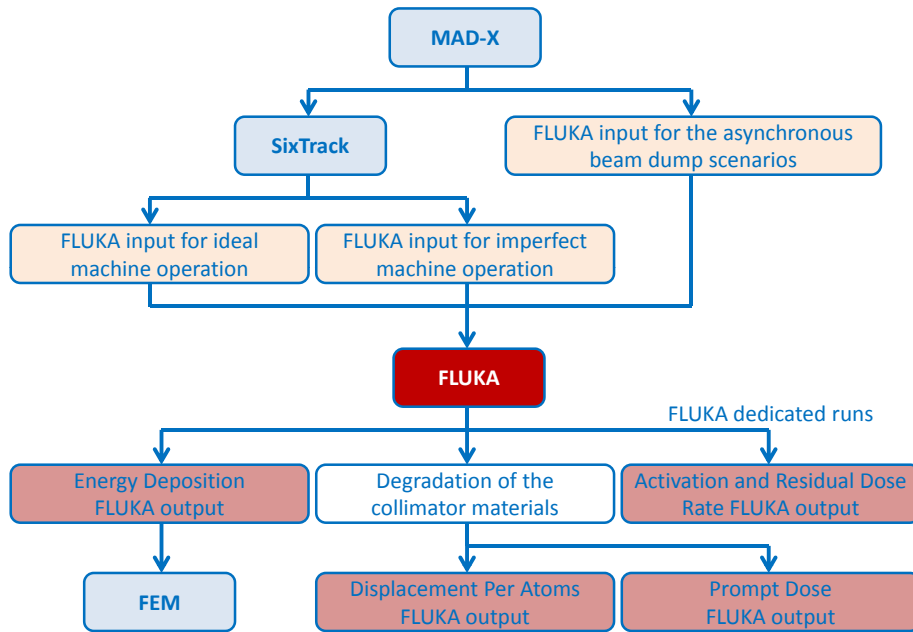 MAD-X
SixTrack
FLUKA input for the asynchronous
beam dump scenarios
FLUKA input for ideal
machine operation
FLUKA input for imperfect
machine operation
FLUKA
FLUKA dedicated runs
Energy Deposition
FLUKA output
Degradation of the
collimator materials
Activation and Residual Dose
Rate FLUKA output
FEM
Displacement Per Atoms
FLUKA output
Prompt Dose
FLUKA output